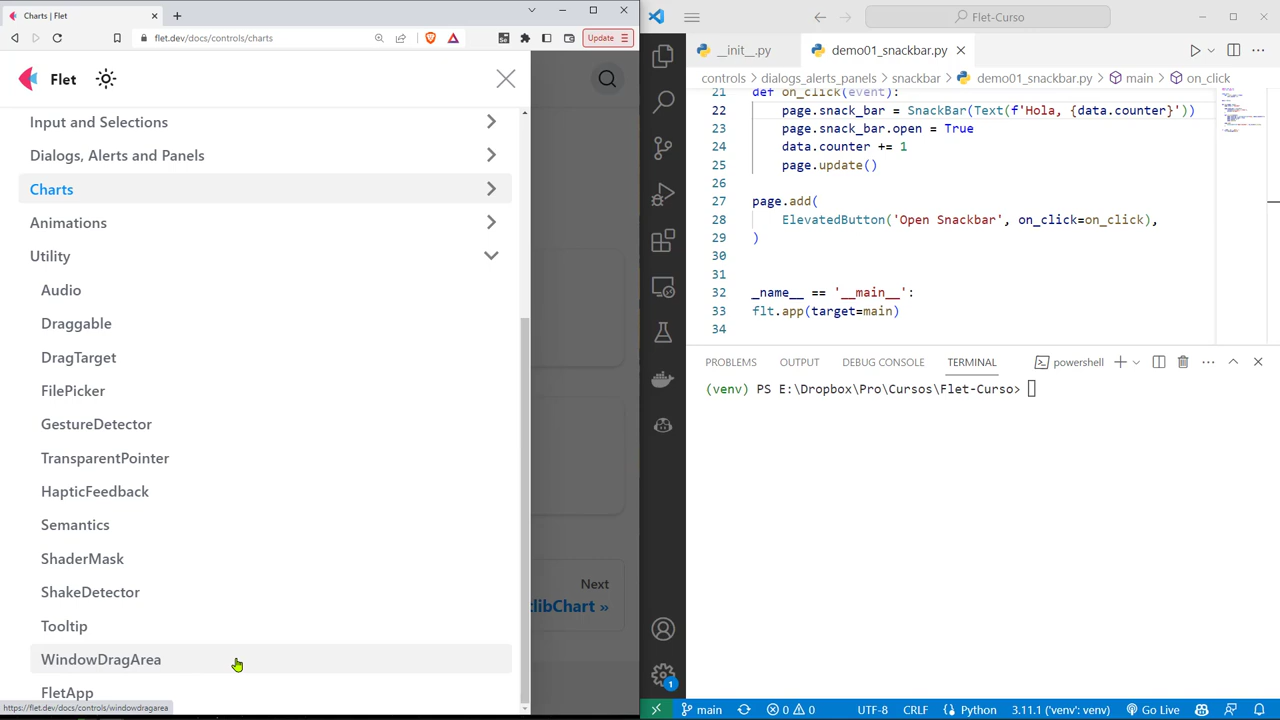 Charts | Flet
flet.dev/docs/controls/charts
Update
Flet
Input and Selections
Dialogs, Alerts and Panels
Charts
Animations
Utility
Audio
Draggable
DragTarget
FilePicker
GestureDetector
TransparentPointer
HapticFeedback
Semantics
ShaderMask
ShakeDetector
Tooltip
WindowDragArea
FletApp
https://flet.dev/docs/controls/windowdragarea
Next
tlibChart »
Flet-Curso
__init__.py
demo01_snackbar.py
controls > dialogs_alerts_panels > snackbar > demo01_snackbar.py > main > on_click
21 def on_click(event):
22 page.snack_bar = SnackBar(Text(f'Hola, {data.counter}'))
23 page.snack_bar.open = True
24 data.counter += 1
25 page.update()
26
27 page.add(
28 ElevatedButton('Open Snackbar', on_click=on_click),
29 )
30
31
32 _name__ == '__main__':
33 flt.app(target=main)
34
PROBLEMS OUTPUT DEBUG CONSOLE TERMINAL powershell
(venv) PS E:\Dropbox\Pro\Cursos\Flet-Curso>
1
main 0 0 UTF-8 CRLF Python 3.11.1 ('venv': venv) Go Live